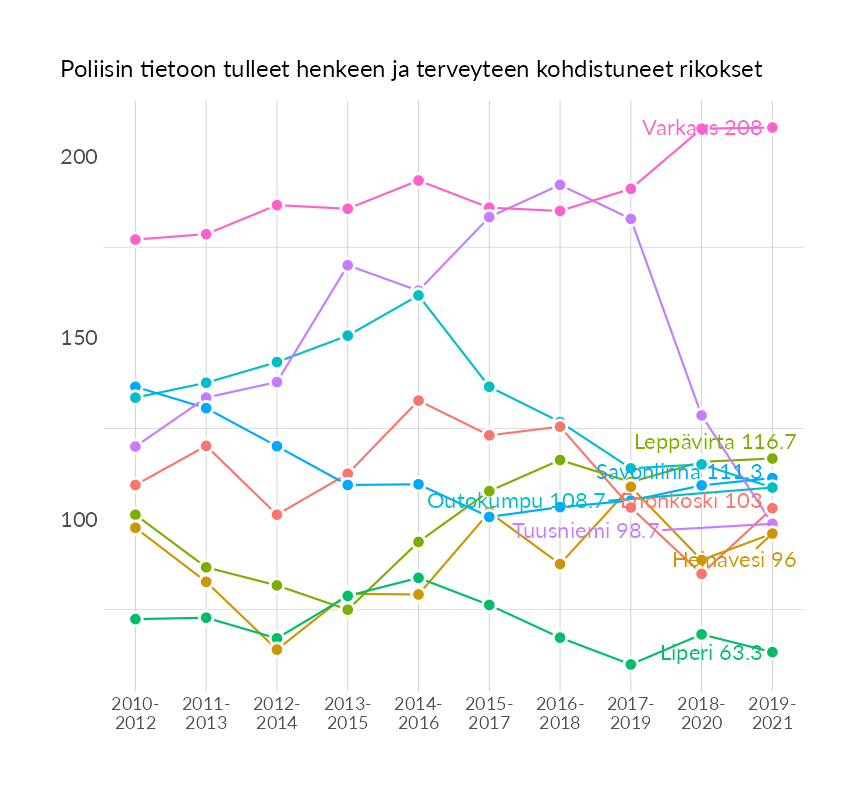 Poliisin tietoon tulleet henkeen ja terveyteen kohdistuneet rikokset
200
150
100
Varkaus 208
Leppävirta 116.7
Savonlinna 111.3
Outokumpu 108.7
Enonkoski 103
Tuusniemi 98.7
Heinävesi 96
Liperi 63.3
2010-
2012
2011-
2013
2012-
2014
2013-
2015
2014-
2016
2015-
2017
2016-
2018
2017-
2019
2018-
2020
2019-
2021